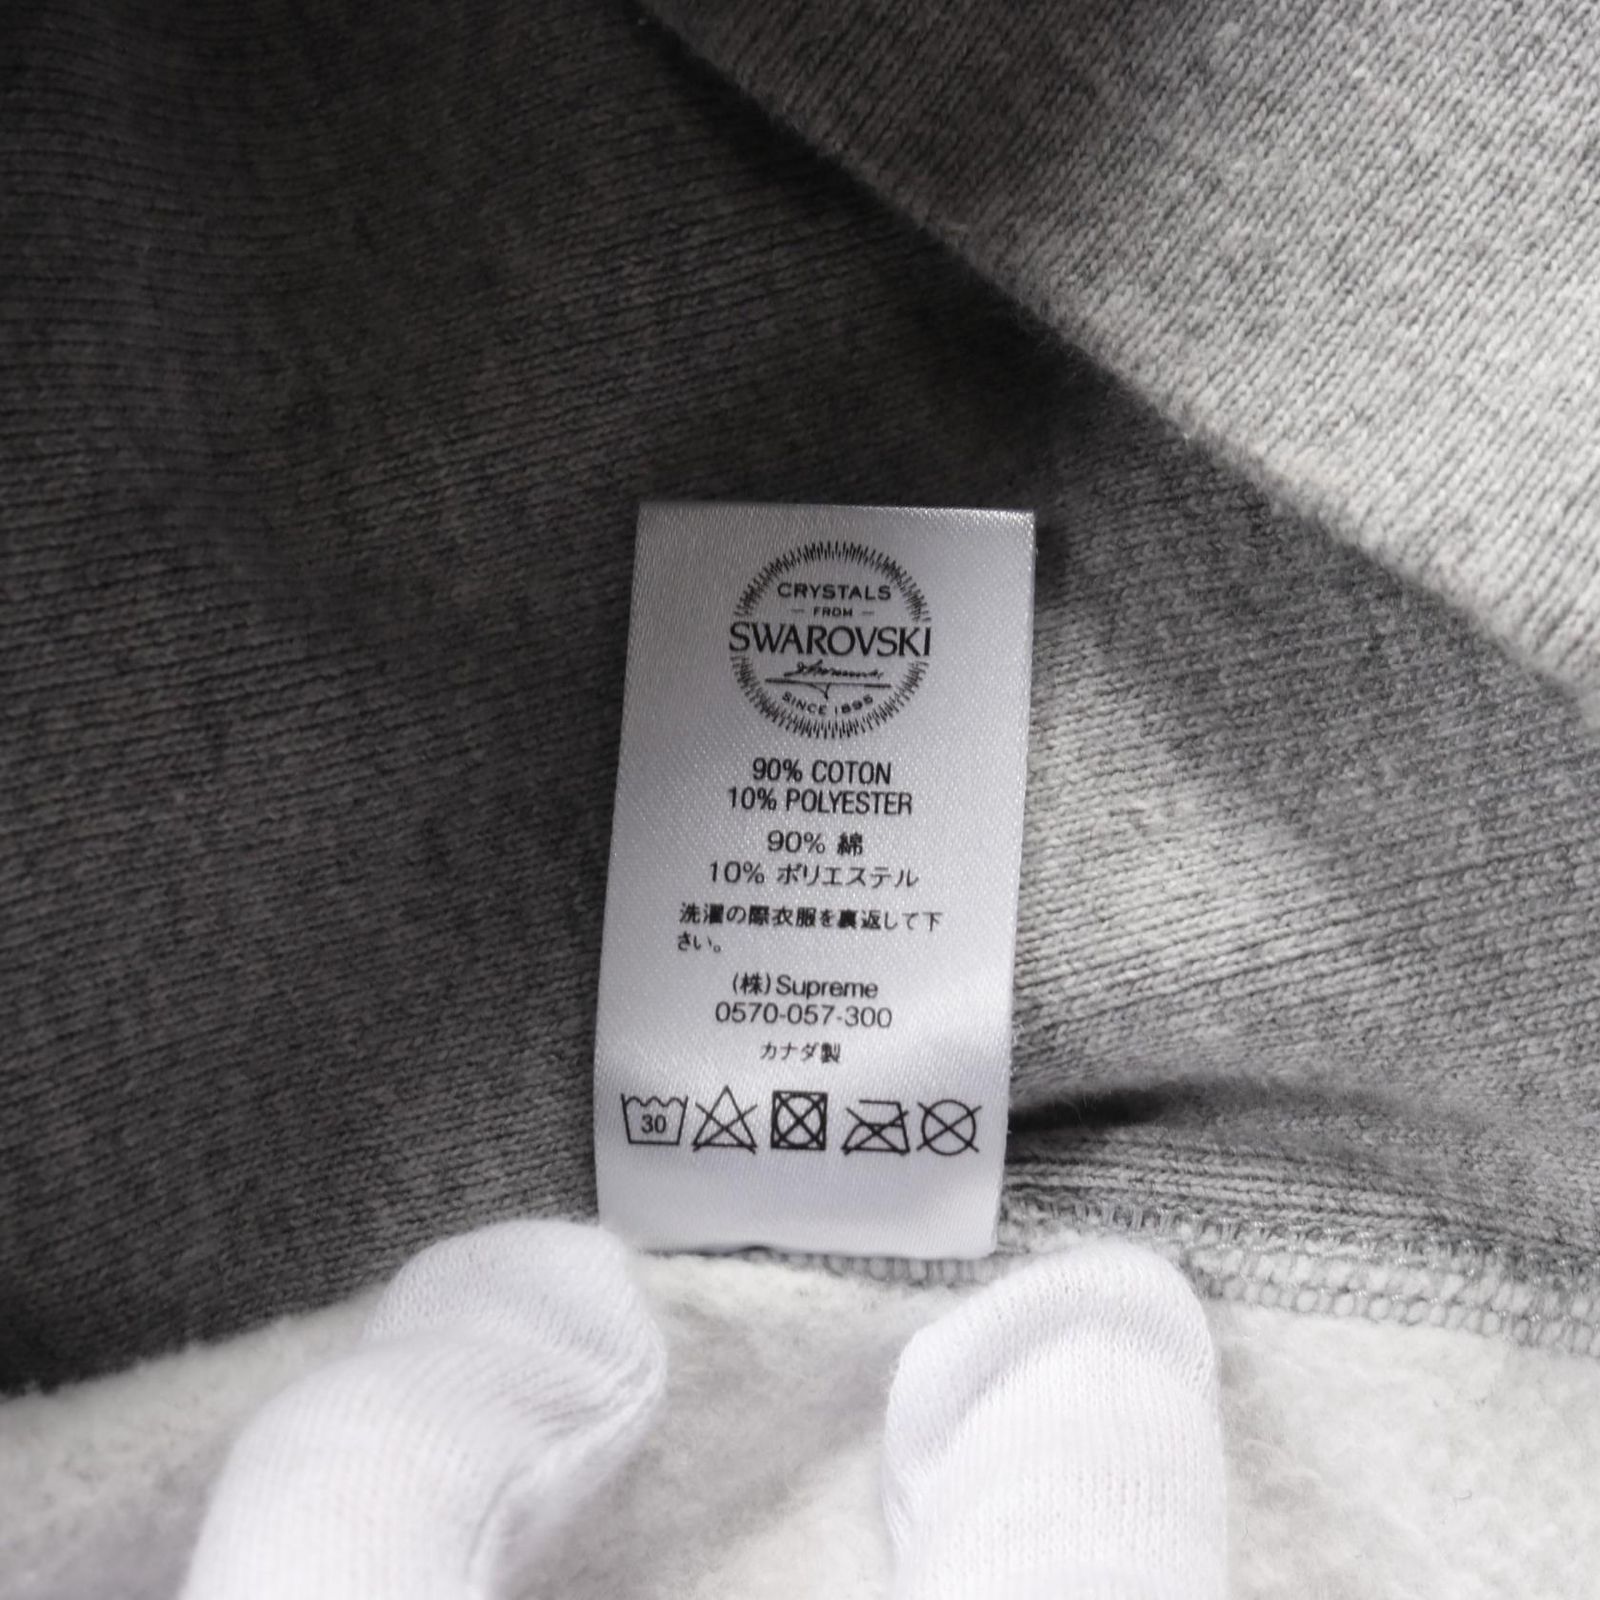 CRYSTALS
FROM
SWAROVSKI
SINCE 1895
90% COTON
10% POLYESTER
90% 綿
10% ポリエステル
洗濯の際衣服を裏返して下
さい。
(株)Supreme
0570-057-300
カナダ製
30